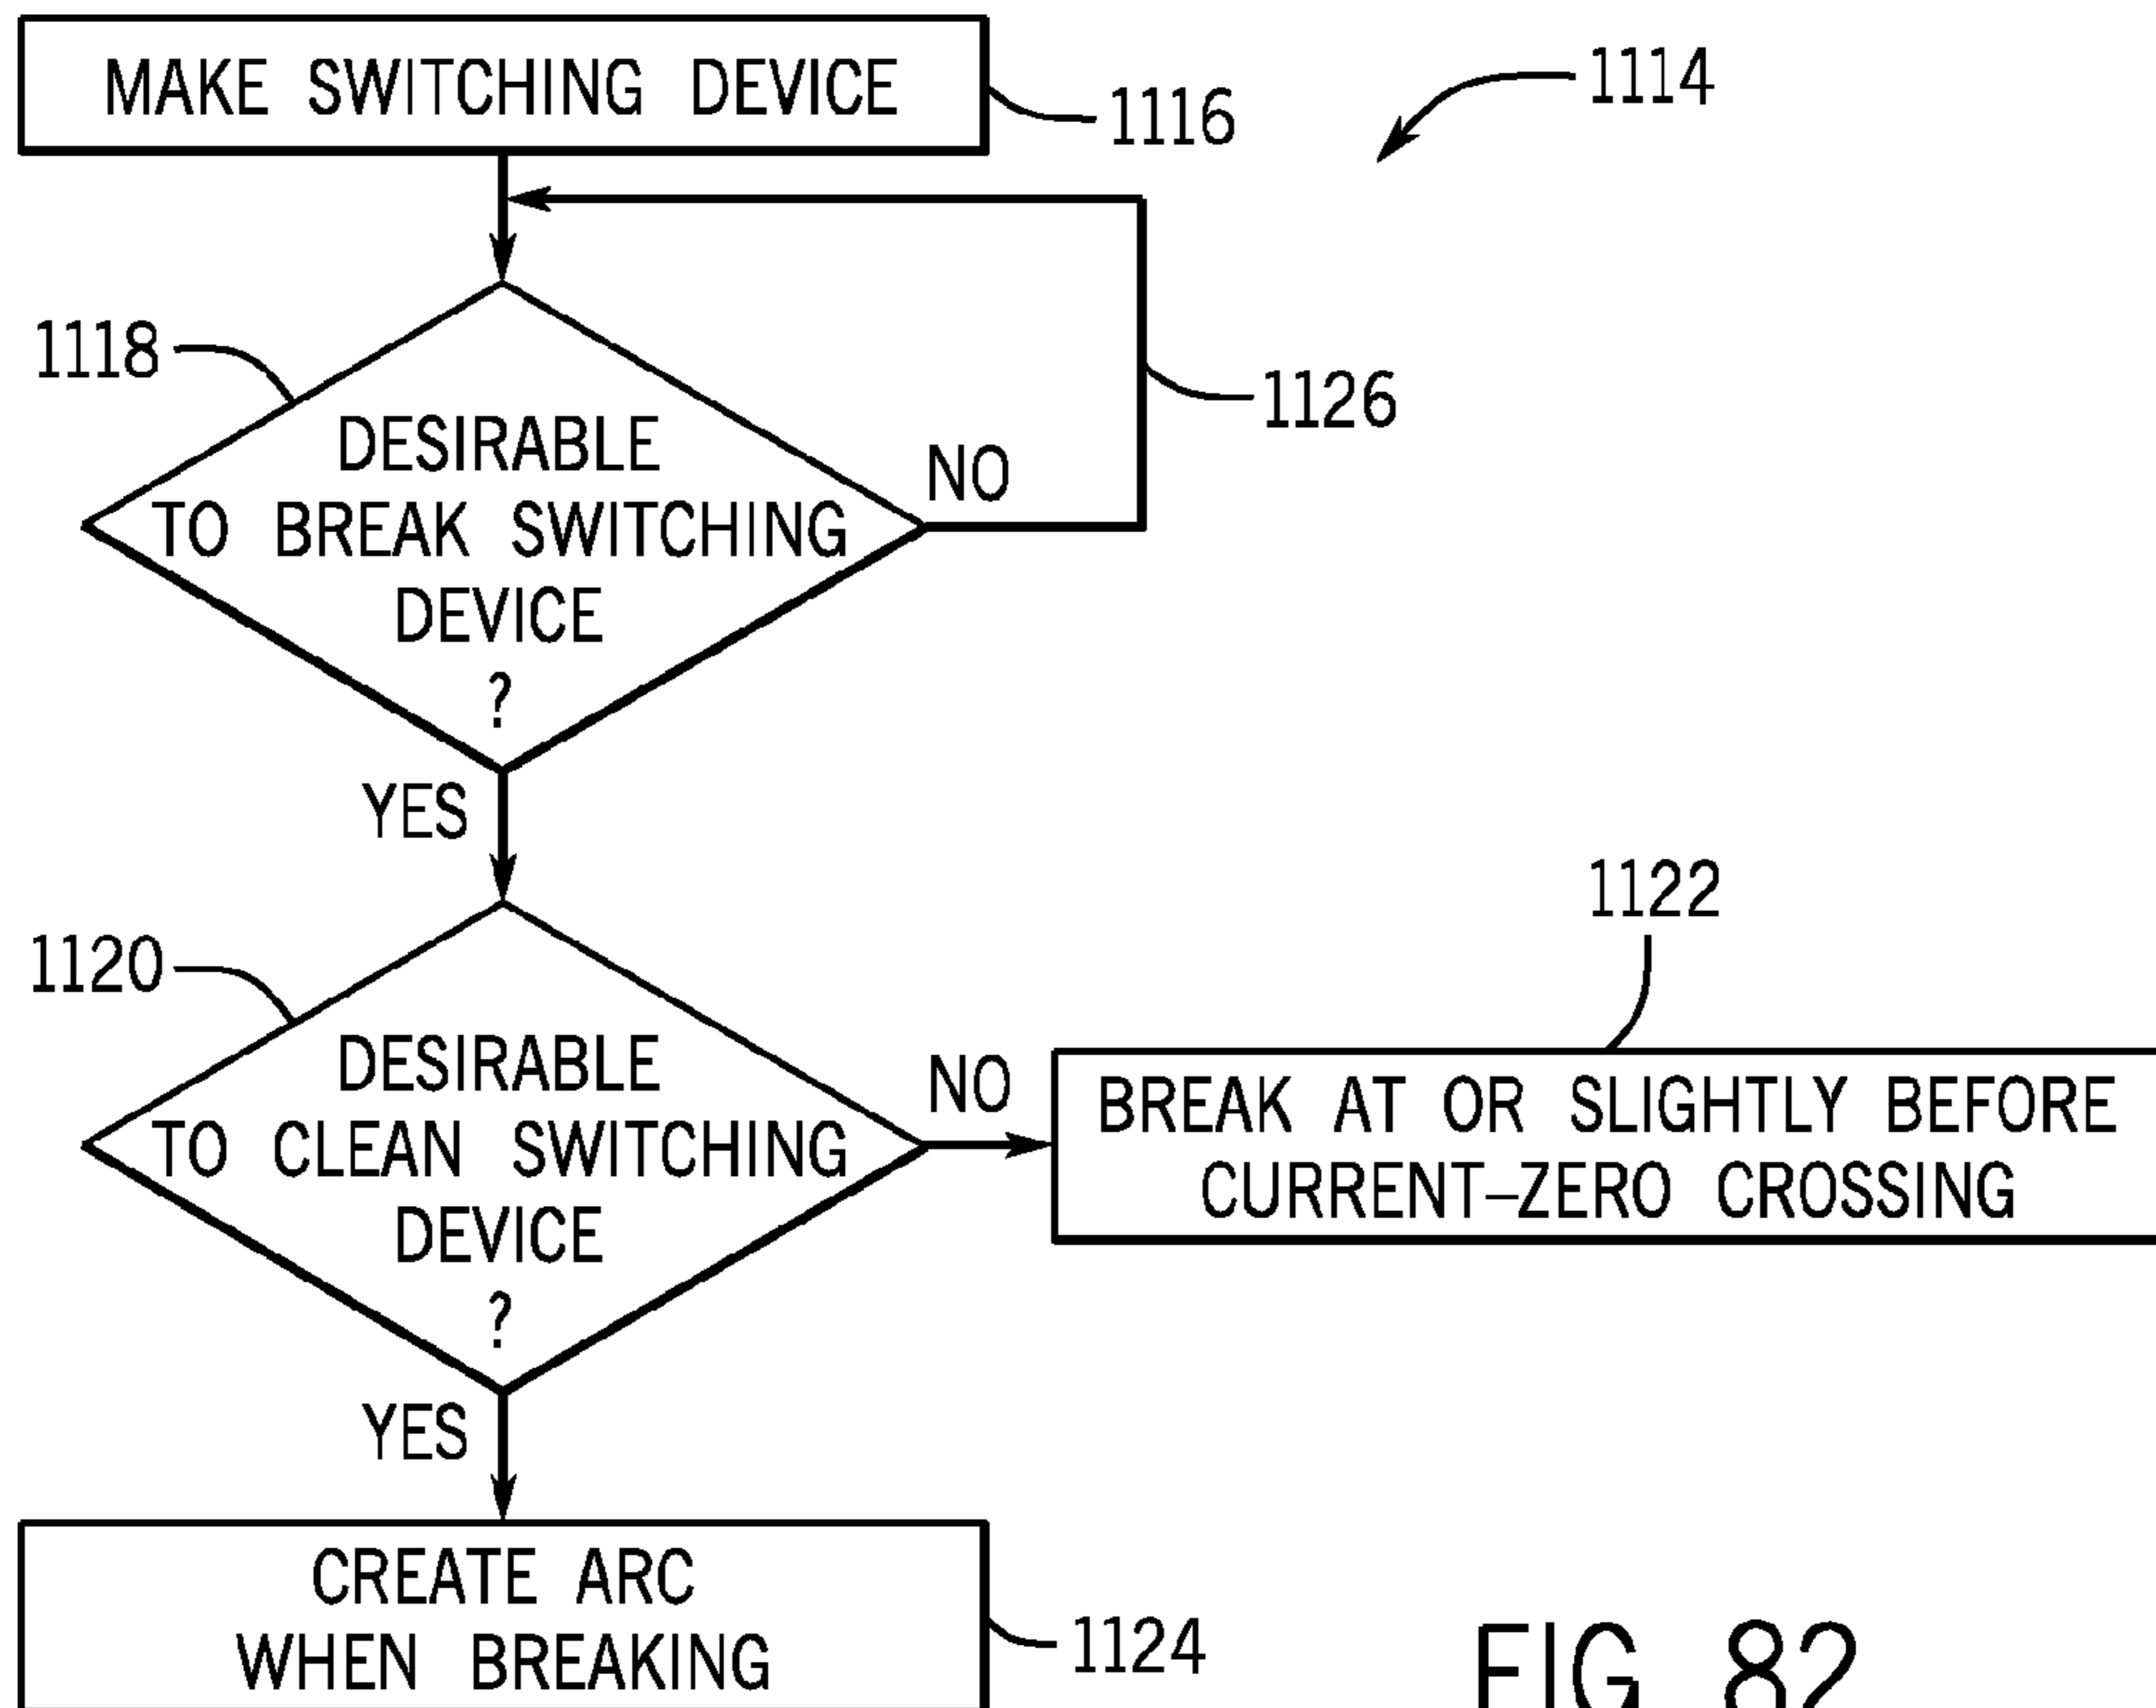 MAKE SWITCHING DEVICE
1116
1114
1118
DESIRABLE
TO BREAK SWITCHING
DEVICE
?
NO
1126
YES
1120
DESIRABLE
TO CLEAN SWITCHING
DEVICE
?
NO
1122
BREAK AT OR SLIGHTLY BEFORE
CURRENT-ZERO CROSSING
YES
CREATE ARC
WHEN BREAKING
1124
FIG 82